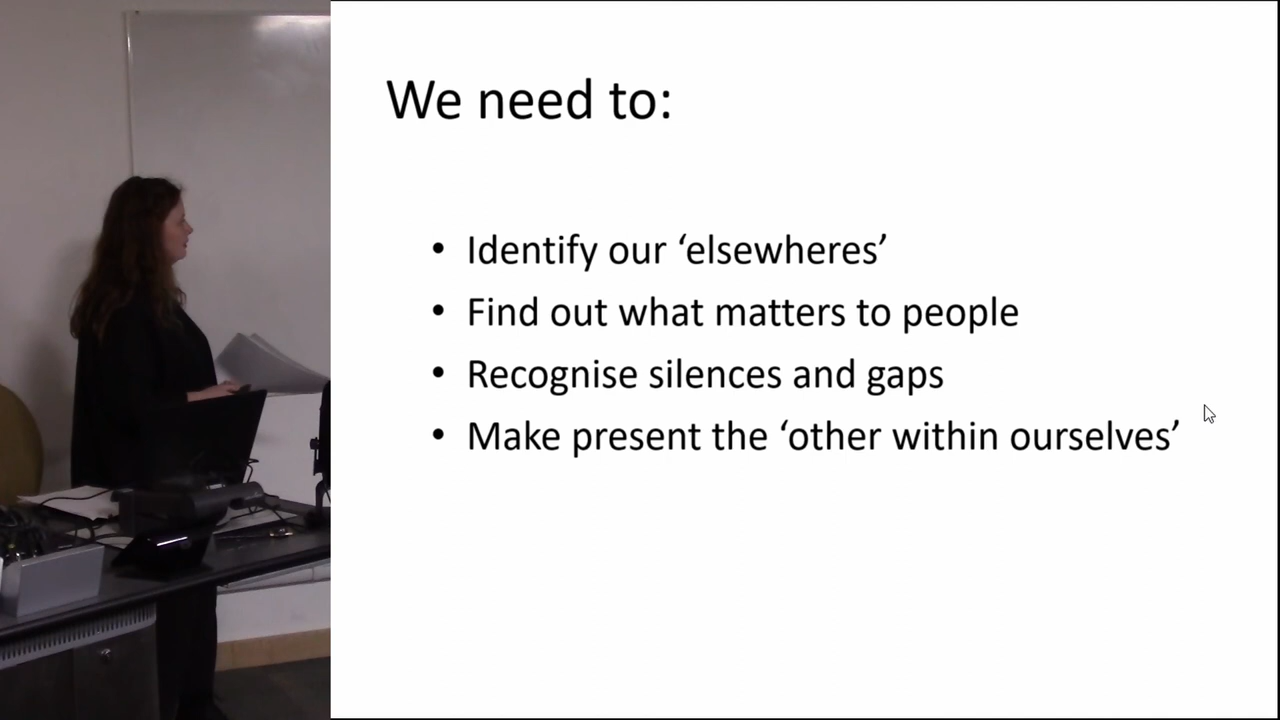 We need to:
• Identify our ‘elsewheres’
• Find out what matters to people
• Recognise silences and gaps
• Make present the ‘other within ourselves’